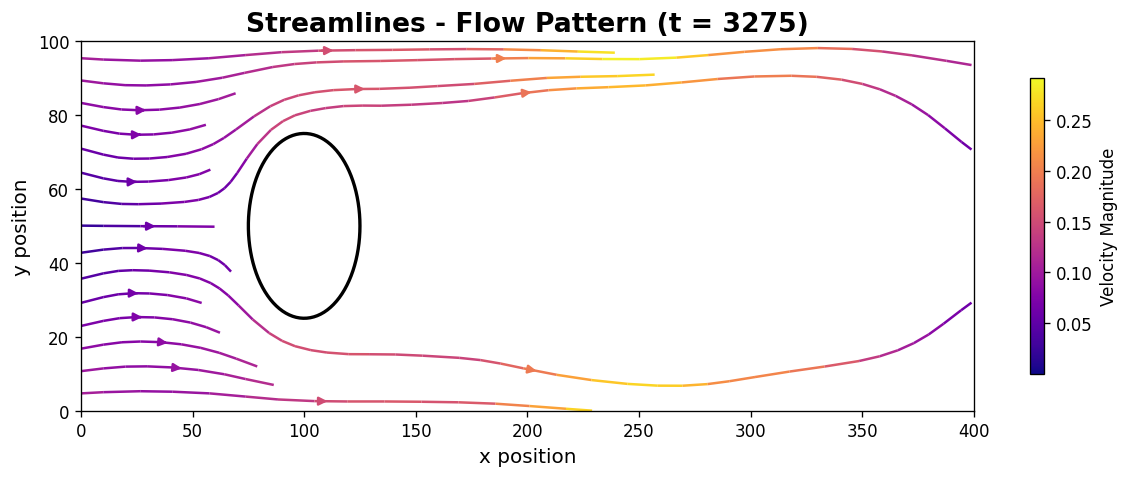 Streamlines - Flow Pattern (t = 3275)
100
80
60
40
20
0
y position
0 50 100 150 200 250 300 350 400
x position
0.25
0.20
0.15
0.10
0.05
Velocity Magnitude